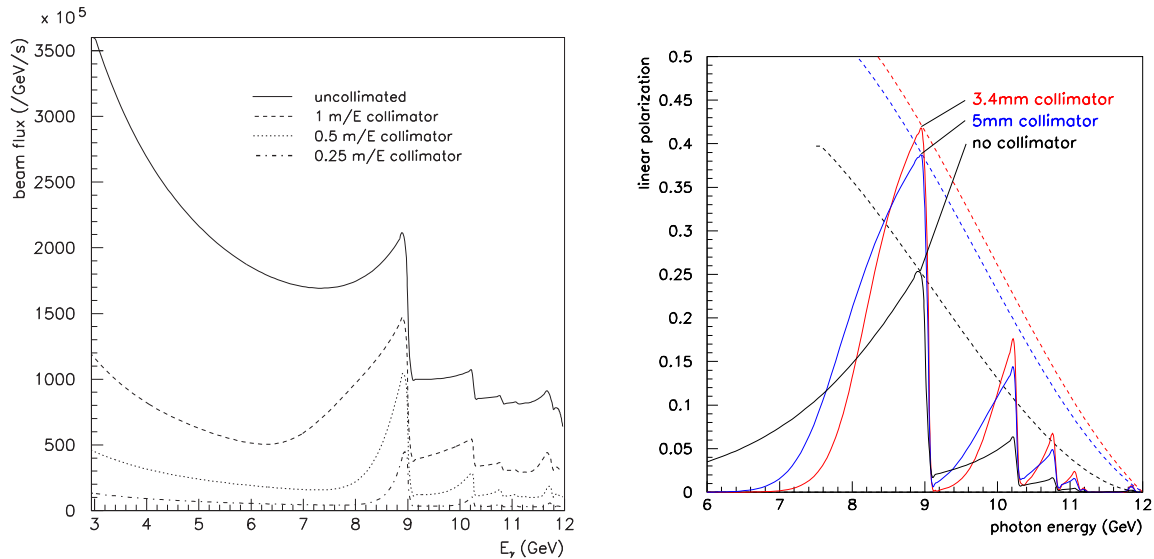 x 10⁵
beam flux (/GeV/s)
3500
3000
2500
2000
1500
1000
500
0
uncollimated
1 m/E collimator
0.5 m/E collimator
0.25 m/E collimator
3 4 5 6 7 8 9 10 11 12
Eγ (GeV)
linear polarization
0.5
0.45
0.4
0.35
0.3
0.25
0.2
0.15
0.1
0.05
0
3.4mm collimator
5mm collimator
no collimator
6 7 8 9 10 11 12
photon energy (GeV)